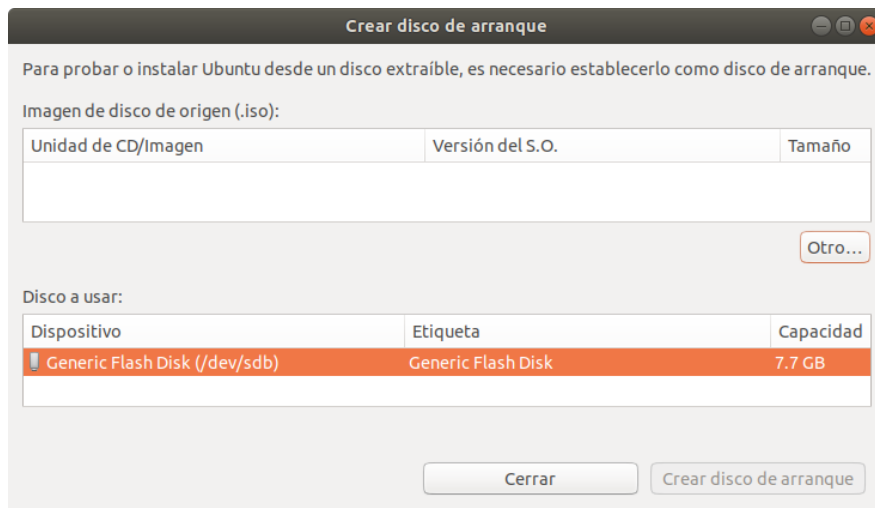 Crear disco de arranque
Para probar o instalar Ubuntu desde un disco extraíble, es necesario establecerlo como disco de arranque.
Imagen de disco de origen (.iso):
Unidad de CD/Imagen Versión del S.O. Tamaño
Otro...
Disco a usar:
Dispositivo Etiqueta Capacidad
Generic Flash Disk (/dev/sdb) Generic Flash Disk 7.7 GB
Cerrar Crear disco de arranque